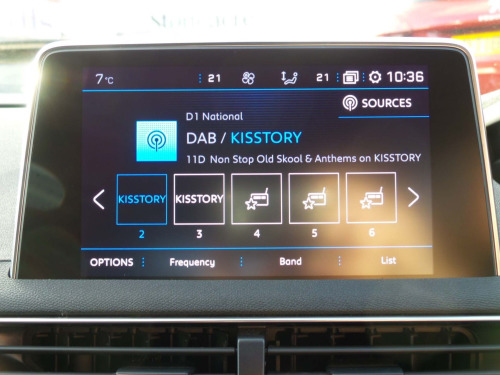 7°C 21 21 10:36
SOURCES
D1 National
DAB / KISSTORY
11D Non Stop Old Skool & Anthems on KISSTORY
KISSTORY KISSTORY
2 3 4 5 6
OPTIONS Frequency Band List